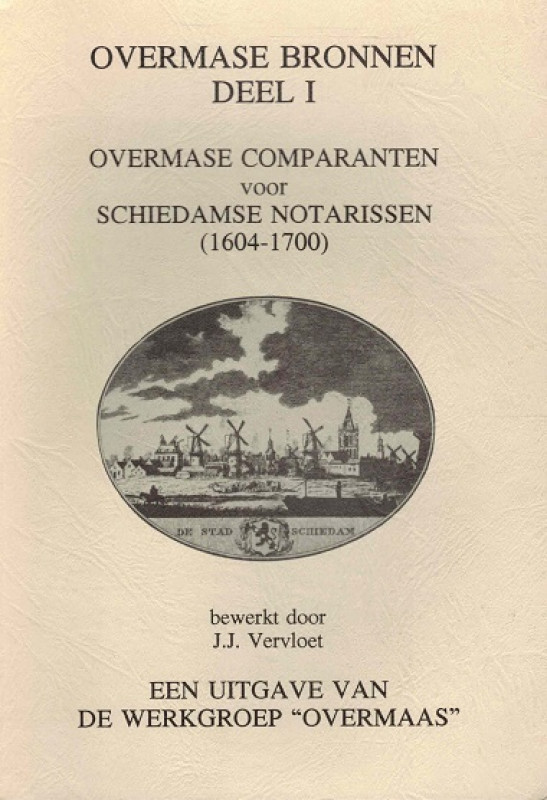 OVERMASE BRONNEN
DEEL I
OVERMASE COMPARANTEN
voor
SCHIEDAMSE NOTARISSEN
(1604-1700)
DE STAD SCHIEDAM
bewerkt door
J.J. Vervloet
EEN UITGAVE VAN
DE WERKGROEP “OVERMAAS”